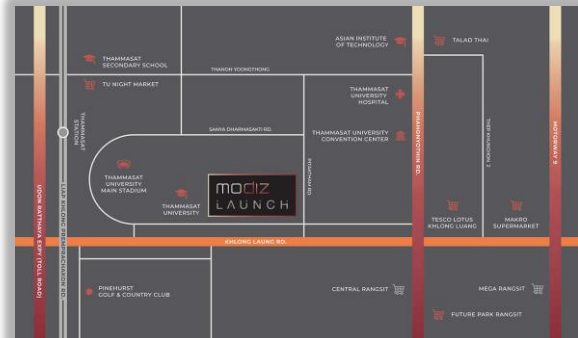 ASIAN INSTITUTE
OF TECHNOLOGY
TALAD THAI
THAMMASAT
SECONDARY SCHOOL
THANON YOONGTHONG
TU NIGHT MARKET
THAMMASAT
UNIVERSITY
HOSPITAL
THAMMASAT
STATION
SANYA DHARMASAKTI RD.
THAMMASAT UNIVERSITY
CONVENTION CENTER
PHAHONYOTHIN RD.
MOTORWAY 9
THAMMASAT
UNIVERSITY
MAIN STADIUM
THAMMASAT
UNIVERSITY
modiz
LAUNCH
TESCO LOTUS
KHLONG LUANG
MAKRO
SUPERMARKET
UDON RATTHAYA EXPY (TOLL ROAD)
KHLONG LAUNG RD.
PINEHURST
GOLF & COUNTRY CLUB
CENTRAL RANGSIT
MEGA RANGSIT
FUTURE PARK RANGSIT